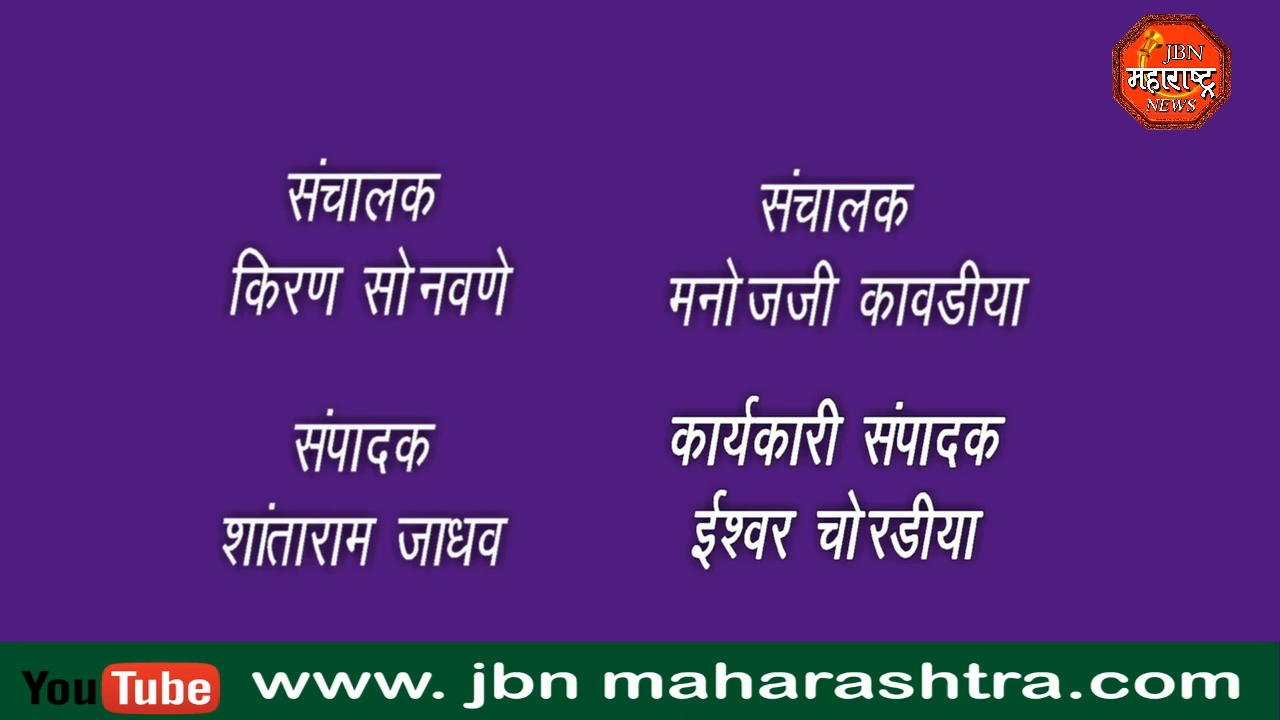 JBN
महाराष्ट्र
NEWS
संचालक
किरण सोनवणे
संचालक
मनोजजी कावडीया
संपादक
शांताराम जाधव
कार्यकारी संपादक
ईश्वर चोरडीया
YouTube www. jbn maharashtra.com